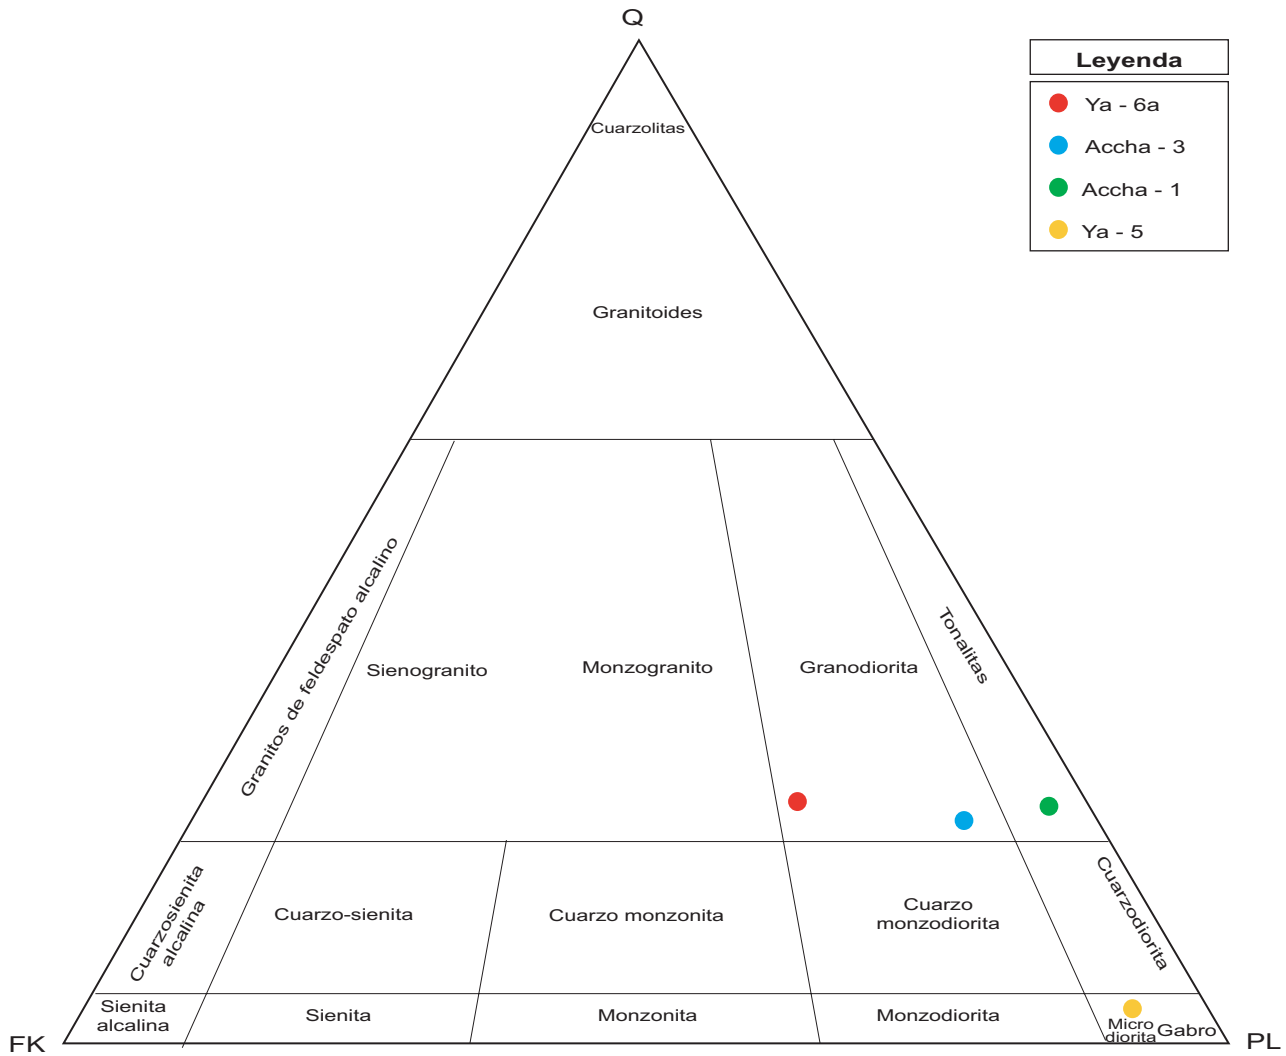 Q
Leyenda
Ya - 6a
Accha - 3
Accha - 1
Ya - 5
Cuarzolitas
Granitoides
Granitos de feldespato alcalino
Sienogranito
Monzogranito
Granodiorita
Tonalitas
Cuarzosienita
alcalina
Cuarzo-sienita
Cuarzo monzonita
Cuarzo
monzodiorita
Cuarzodiorita
Sienita
alcalina
Sienita
Monzonita
Monzodiorita
Micro
diorita
Gabro
FK
PL